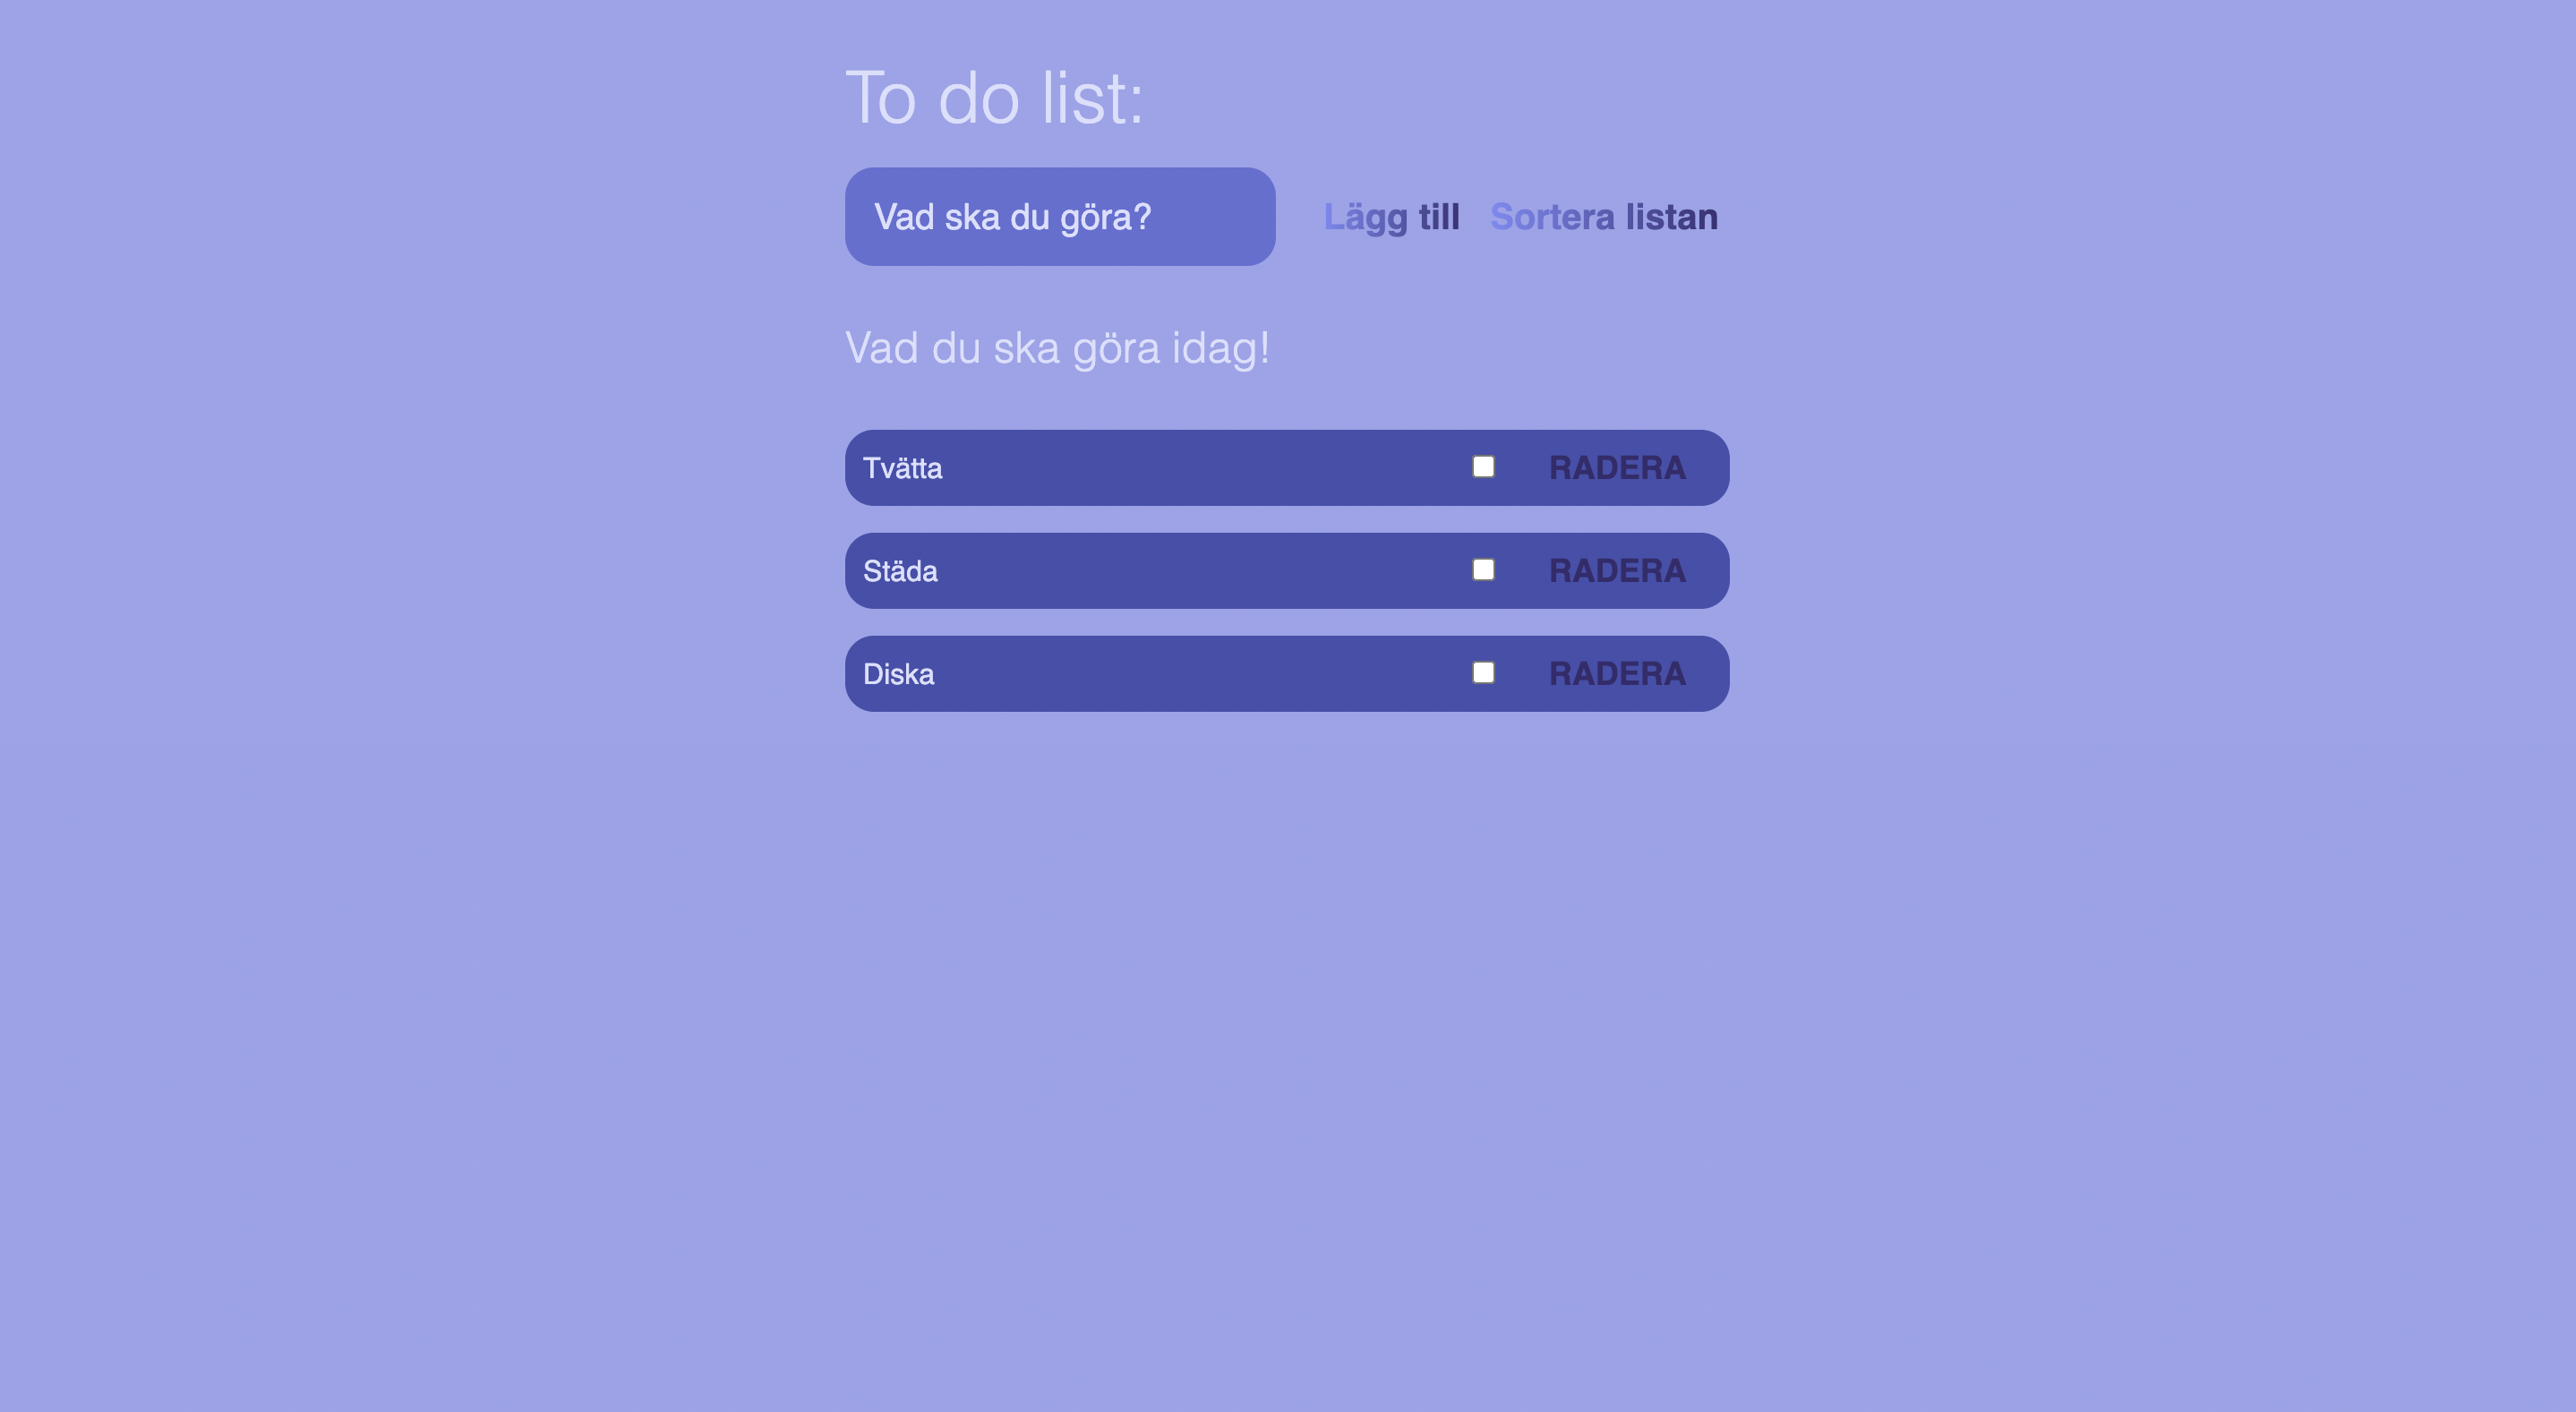 To do list:
Vad ska du göra? Lägg till Sortera listan
Vad du ska göra idag!
Tvätta RADERA
Städa RADERA
Diska RADERA